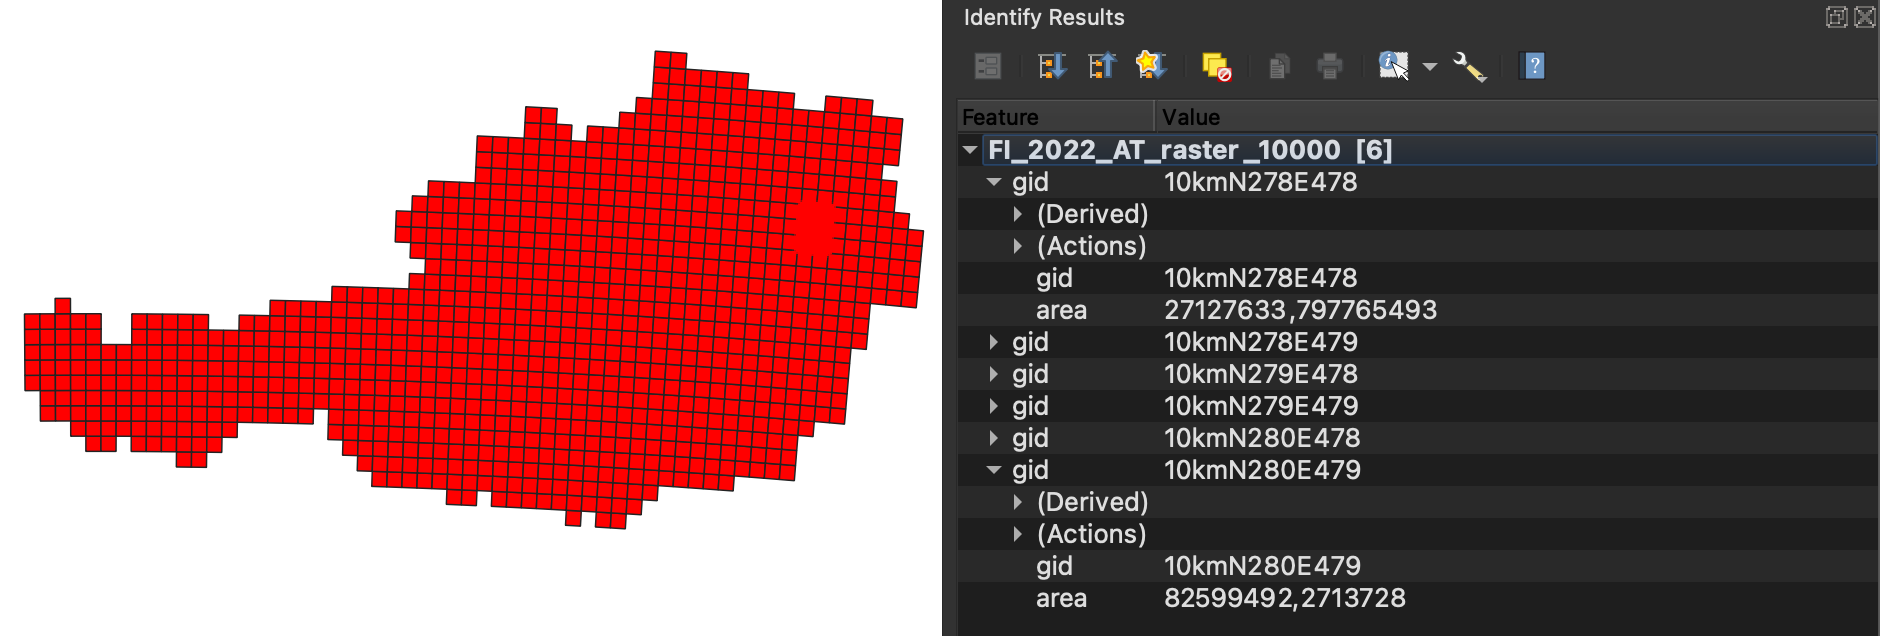 Identify Results
Feature Value
FI_2022_AT_raster_10000 [6]
gid 10kmN278E478
(Derived)
(Actions)
gid 10kmN278E478
area 27127633,797765493
gid 10kmN278E479
gid 10kmN279E478
gid 10kmN279E479
gid 10kmN280E478
gid 10kmN280E479
(Derived)
(Actions)
gid 10kmN280E479
area 82599492,2713728